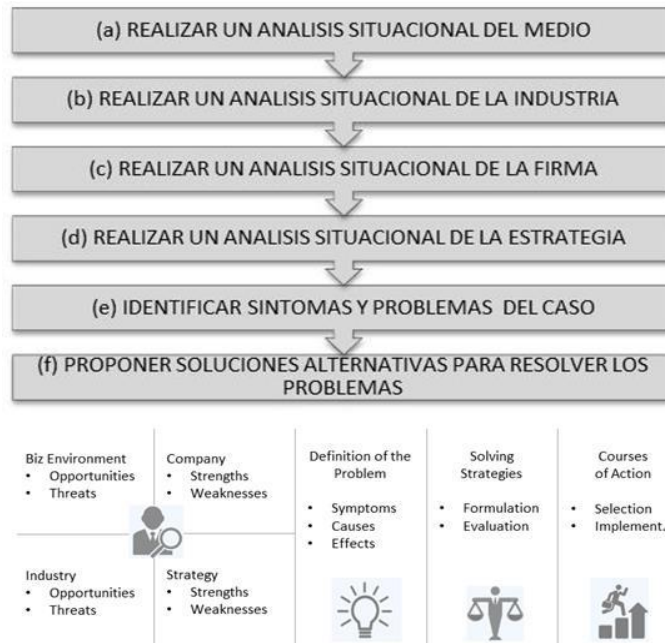 (a) REALIZAR UN ANALISIS SITUACIONAL DEL MEDIO
(b) REALIZAR UN ANALISIS SITUACIONAL DE LA INDUSTRIA
(c) REALIZAR UN ANALISIS SITUACIONAL DE LA FIRMA
(d) REALIZAR UN ANALISIS SITUACIONAL DE LA ESTRATEGIA
(e) IDENTIFICAR SINTOMAS Y PROBLEMAS DEL CASO
(f) PROPONER SOLUCIONES ALTERNATIVAS PARA RESOLVER LOS
PROBLEMAS
Biz Environment
• Opportunities
• Threats
Company
• Strengths
• Weaknesses
Industry
• Opportunities
• Threats
Strategy
• Strengths
• Weaknesses
Definition of the
Problem
• Symptoms
• Causes
• Effects
Solving
Strategies
• Formulation
• Evaluation
Courses
of Action
• Selection
• Implement.